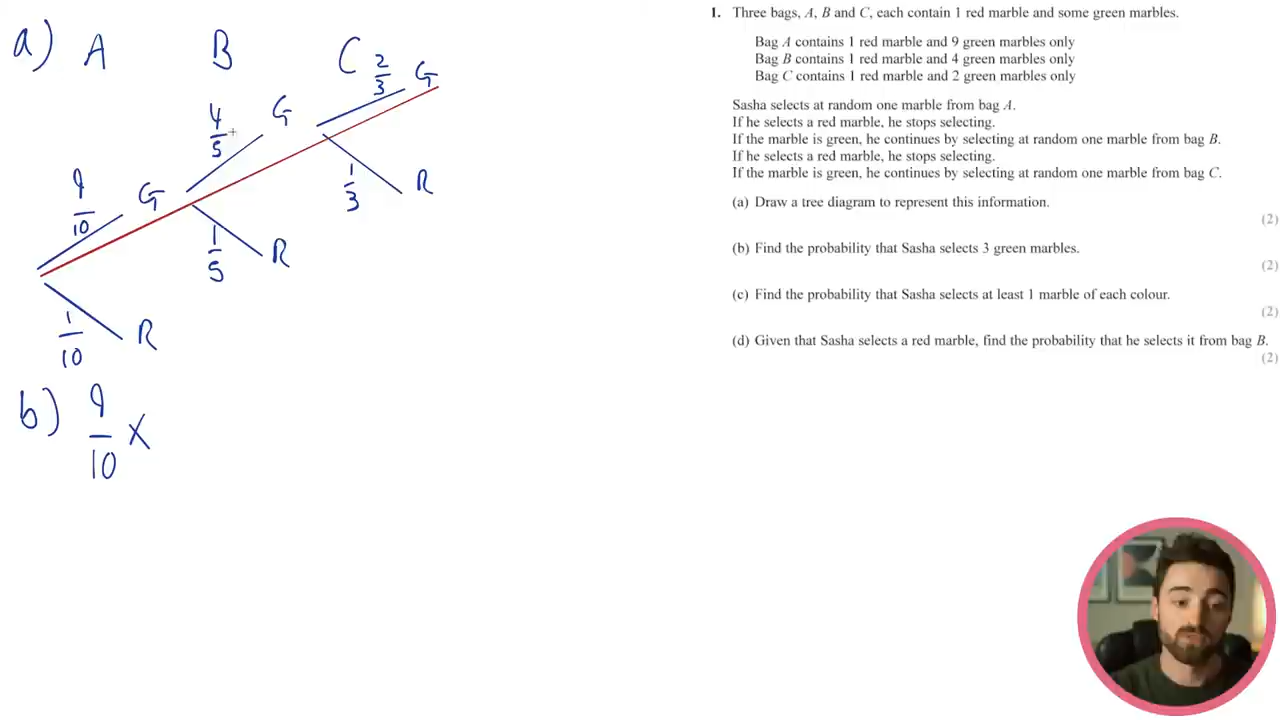 a) A B C
2/3 G
4/5 G
9/10 G
1/3 R
1/5 R
1/10 R
b) 9/10 ×
1. Three bags, A, B and C, each contain 1 red marble and some green marbles.
Bag A contains 1 red marble and 9 green marbles only
Bag B contains 1 red marble and 4 green marbles only
Bag C contains 1 red marble and 2 green marbles only
Sasha selects at random one marble from bag A.
If he selects a red marble, he stops selecting.
If the marble is green, he continues by selecting at random one marble from bag B.
If he selects a red marble, he stops selecting.
If the marble is green, he continues by selecting at random one marble from bag C.
(a) Draw a tree diagram to represent this information.
(2)
(b) Find the probability that Sasha selects 3 green marbles.
(2)
(c) Find the probability that Sasha selects at least 1 marble of each colour.
(2)
(d) Given that Sasha selects a red marble, find the probability that he selects it from bag B.
(2)